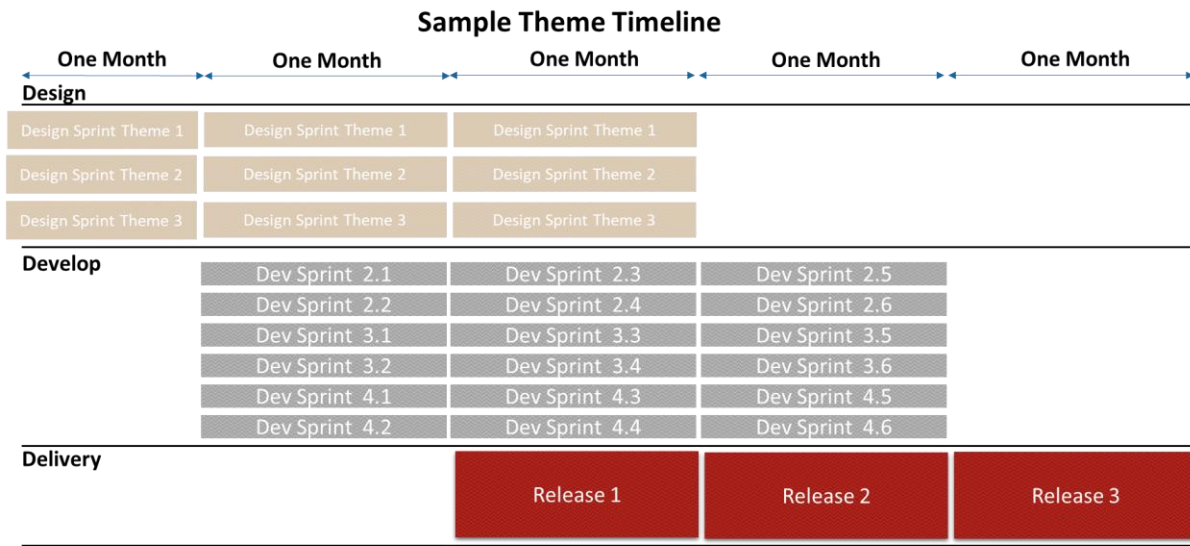 Sample Theme Timeline
One Month One Month One Month One Month One Month
Design
Design Sprint Theme 1 Design Sprint Theme 1 Design Sprint Theme 1
Design Sprint Theme 2 Design Sprint Theme 2 Design Sprint Theme 2
Design Sprint Theme 3 Design Sprint Theme 3 Design Sprint Theme 3
Develop
Dev Sprint 2.1 Dev Sprint 2.3 Dev Sprint 2.5
Dev Sprint 2.2 Dev Sprint 2.4 Dev Sprint 2.6
Dev Sprint 3.1 Dev Sprint 3.3 Dev Sprint 3.5
Dev Sprint 3.2 Dev Sprint 3.4 Dev Sprint 3.6
Dev Sprint 4.1 Dev Sprint 4.3 Dev Sprint 4.5
Dev Sprint 4.2 Dev Sprint 4.4 Dev Sprint 4.6
Delivery
Release 1 Release 2 Release 3